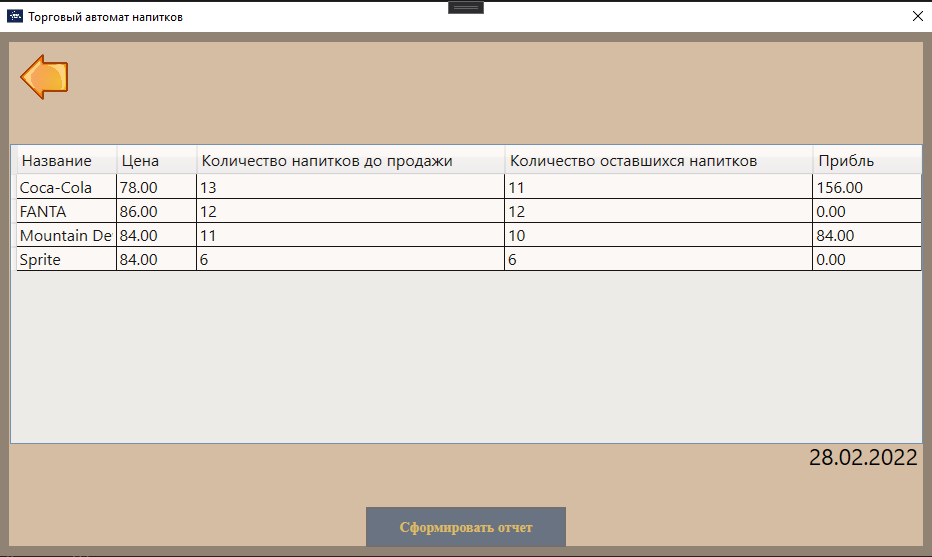 Торговый автомат напитков
Название Цена Количество напитков до продажи Количество оставшихся напитков Прибль
Coca-Cola 78.00 13 11 156.00
FANTA 86.00 12 12 0.00
Mountain De 84.00 11 10 84.00
Sprite 84.00 6 6 0.00
28.02.2022
Сформировать отчет